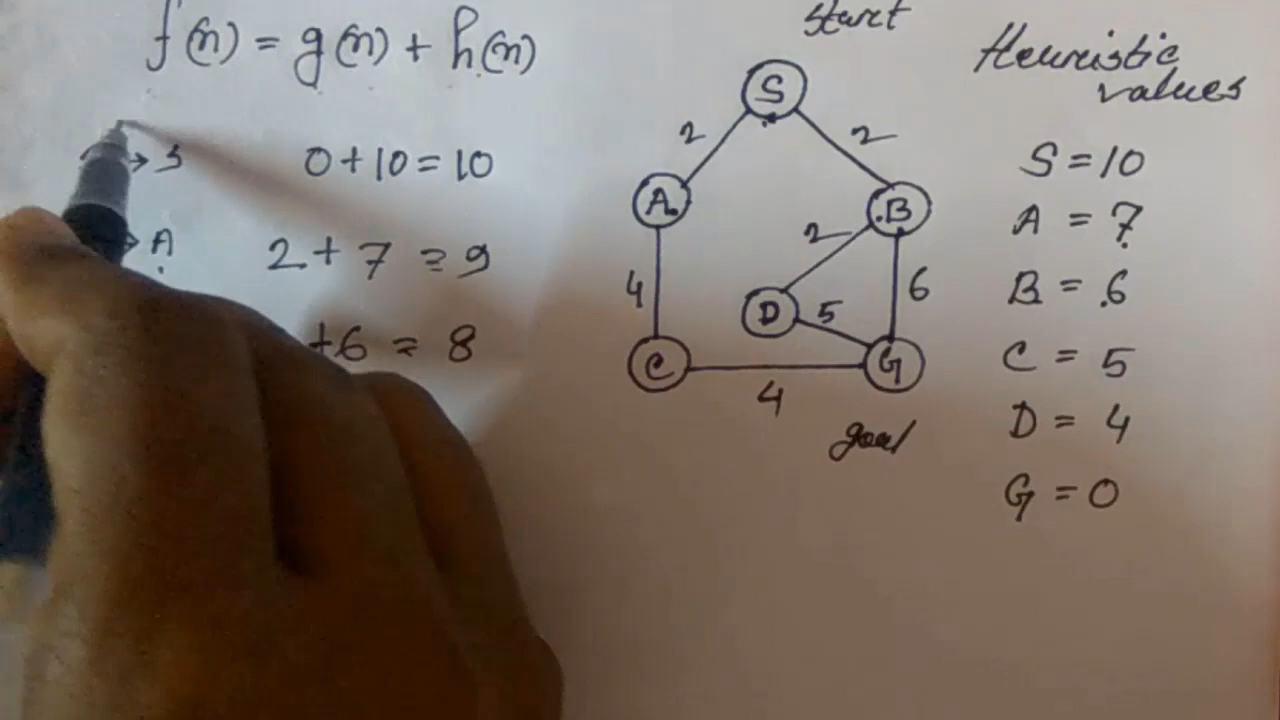 f(n) = g(n) + h(n)
→ S 0 + 10 = 10
→ A 2 + 7 = 9
+6 = 8
Start
S
2 2
A B
2
4 D 5 6
C G
4
goal
Heuristic
values
S = 10
A = 7
B = 6
C = 5
D = 4
G = 0